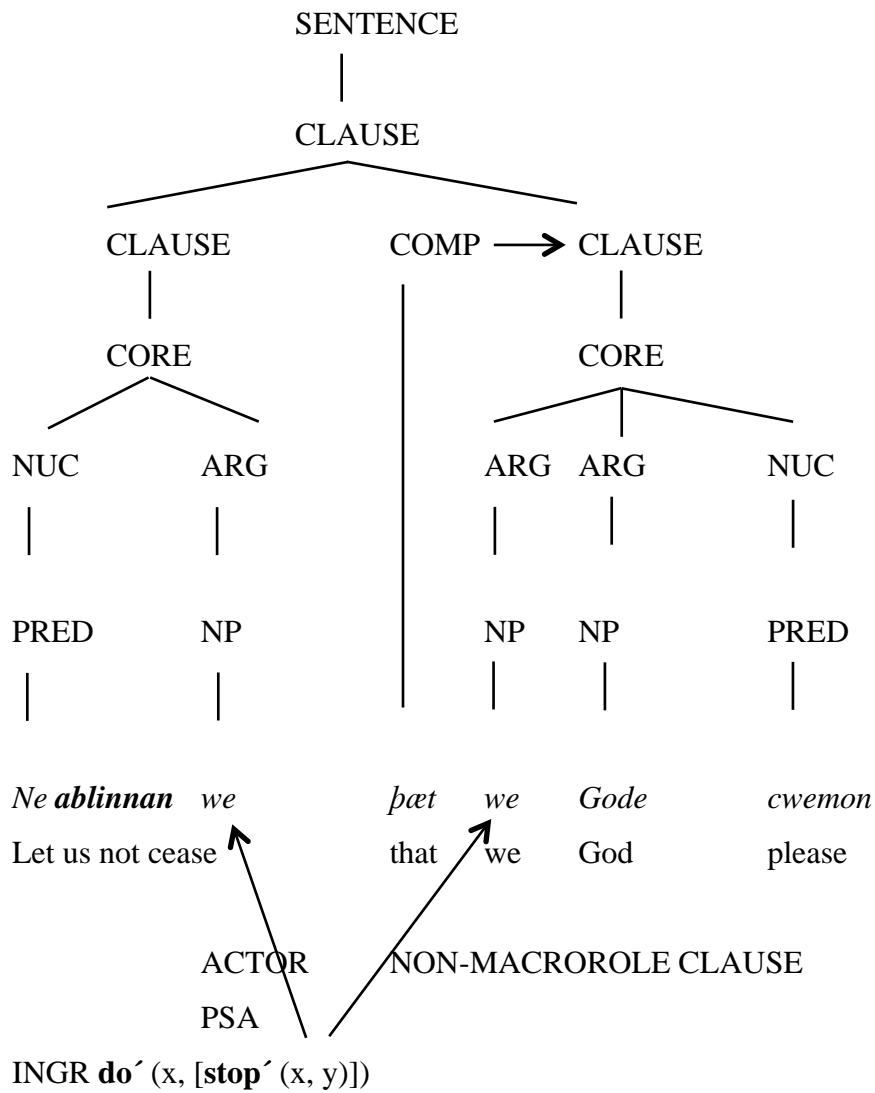 SENTENCE
CLAUSE
CLAUSE COMP CLAUSE
CORE CORE
NUC ARG ARG ARG NUC
PRED NP NP NP PRED
Ne ablinnan we þæt we Gode cwemon
Let us not cease that we God please
ACTOR NON-MACROROLE CLAUSE
PSA
INGR do´ (x, [stop´ (x, y)])